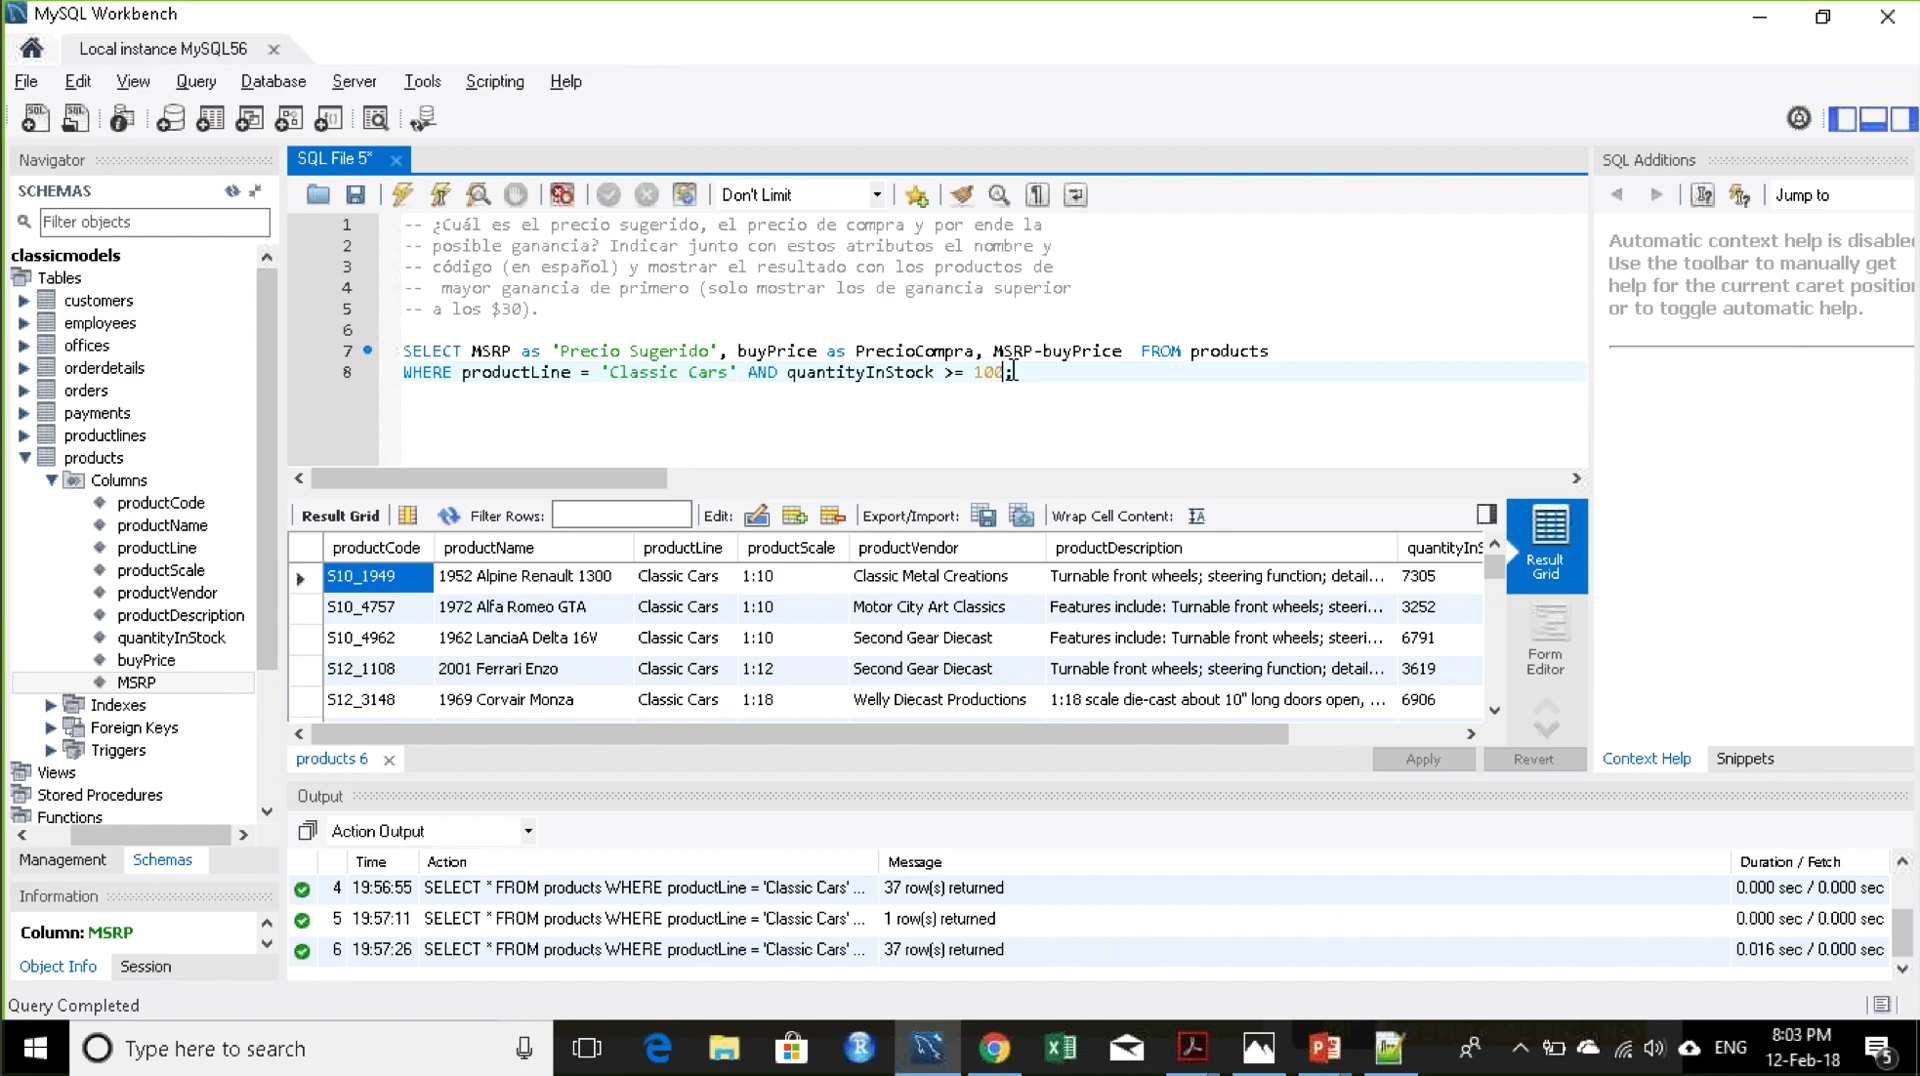 MySQL Workbench
Local instance MySQL56
File Edit View Query Database Server Tools Scripting Help
Navigator
SCHEMAS
Filter objects
classicmodels
Tables
customers
employees
offices
orderdetails
orders
payments
productlines
products
Columns
productCode
productName
productLine
productScale
productVendor
productDescription
quantityInStock
buyPrice
MSRP
Indexes
Foreign Keys
Triggers
Views
Stored Procedures
Functions
Management Schemas
Information
Column: MSRP
Object Info Session
Query Completed
SQL File 5*
Don't Limit
1 -- ¿Cuál es el precio sugerido, el precio de compra y por ende la
2 -- posible ganancia? Indicar junto con estos atributos el nombre y
3 -- código (en español) y mostrar el resultado con los productos de
4 -- mayor ganancia de primero (solo mostrar los de ganancia superior
5 -- a los $30).
6
7 SELECT MSRP as 'Precio Sugerido', buyPrice as PrecioCompra, MSRP-buyPrice FROM products
8 WHERE productLine = 'Classic Cars' AND quantityInStock >= 100;
Result Grid Filter Rows: Edit: Export/Import: Wrap Cell Content:
productCode productName productLine productScale productVendor productDescription quantityInS
S10_1949 1952 Alpine Renault 1300 Classic Cars 1:10 Classic Metal Creations Turnable front wheels; steering function; detail... 7305
S10_4757 1972 Alfa Romeo GTA Classic Cars 1:10 Motor City Art Classics Features include: Turnable front wheels; steeri... 3252
S10_4962 1962 LanciaA Delta 16V Classic Cars 1:10 Second Gear Diecast Features include: Turnable front wheels; steeri... 6791
S12_1108 2001 Ferrari Enzo Classic Cars 1:12 Second Gear Diecast Turnable front wheels; steering function; detail... 3619
S12_3148 1969 Corvair Monza Classic Cars 1:18 Welly Diecast Productions 1:18 scale die-cast about 10" long doors open, ... 6906
Result
Grid
Form
Editor
products 6 Apply Revert
SQL Additions
Jump to
Automatic context help is disable
Use the toolbar to manually get
help for the current caret position
or to toggle automatic help.
Context Help Snippets
Output
Action Output
Time Action Message Duration / Fetch
4 19:56:55 SELECT * FROM products WHERE productLine = 'Classic Cars' ... 37 row(s) returned 0.000 sec / 0.000 sec
5 19:57:11 SELECT * FROM products WHERE productLine = 'Classic Cars' ... 1 row(s) returned 0.000 sec / 0.000 sec
6 19:57:26 SELECT * FROM products WHERE productLine = 'Classic Cars' ... 37 row(s) returned 0.016 sec / 0.000 sec
Type here to search
ENG
8:03 PM
12-Feb-18
5